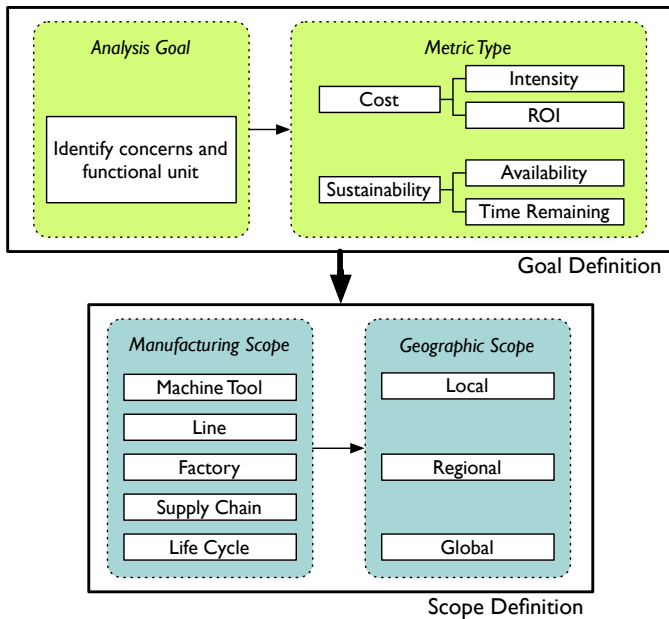 Analysis Goal
Identify concerns and
functional unit
Metric Type
Cost
Intensity
ROI
Sustainability
Availability
Time Remaining
Goal Definition
Manufacturing Scope
Machine Tool
Line
Factory
Supply Chain
Life Cycle
Geographic Scope
Local
Regional
Global
Scope Definition